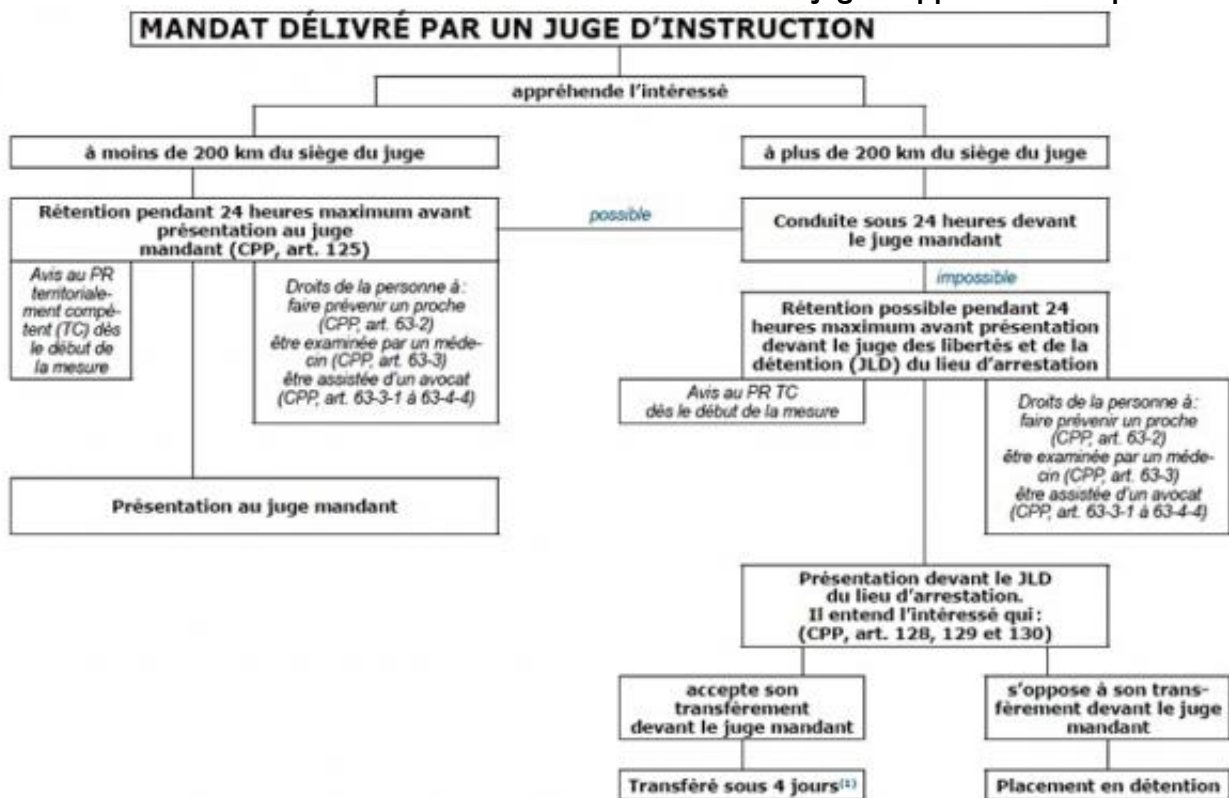 MANDAT DÉLIVRÉ PAR UN JUGE D'INSTRUCTION
appréhende l'intéressé
à moins de 200 km du siège du juge
à plus de 200 km du siège du juge
Rétention pendant 24 heures maximum avant
présentation au juge
mandant (CPP, art. 125)
possible
Conduite sous 24 heures devant
le juge mandant
Avis au PR
territoriale-
ment compé-
tent (TC) dès
le début de
la mesure
Droits de la personne à :
faire prévenir un proche
(CPP, art. 63-2)
être examinée par un méde-
cin (CPP, art. 63-3)
être assistée d'un avocat
(CPP, art. 63-3-1 à 63-4-4)
impossible
Rétention possible pendant 24
heures maximum avant présentation
devant le juge des libertés et de la
détention (JLD) du lieu d'arrestation
Avis au PR TC
dès le début de la mesure
Droits de la personne à :
faire prévenir un proche
(CPP, art. 63-2)
être examinée par un méde-
cin (CPP, art. 63-3)
être assistée d'un avocat
(CPP, art. 63-3-1 à 63-4-4)
Présentation au juge mandant
Présentation devant le JLD
du lieu d'arrestation.
Il entend l'intéressé qui :
(CPP, art. 128, 129 et 130)
accepte son
transfèrement
devant le juge mandant
s'oppose à son trans-
fèrement devant le juge
mandant
Transféré sous 4 jours(1)
Placement en détention